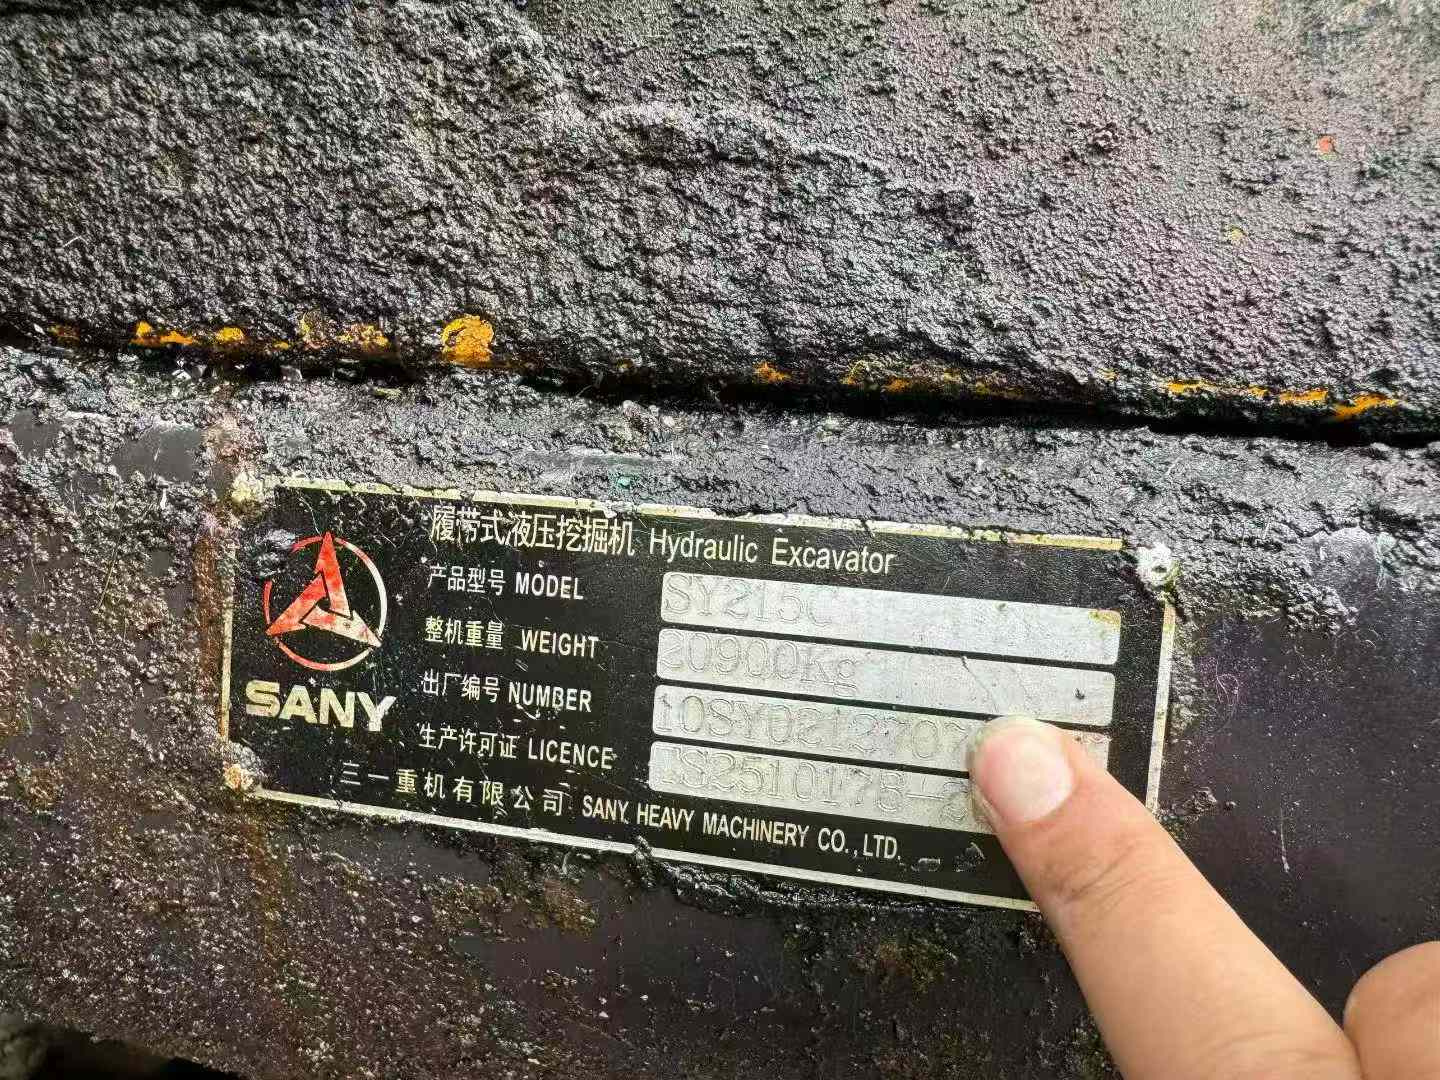 履带式液压挖掘机 Hydraulic Excavator
产品型号 MODEL SY215C
整机重量 WEIGHT 20900Kg
出厂编号 NUMBER
生产许可证 LICENCE
SANY
三一重机有限公司 SANY HEAVY MACHINERY CO.,LTD.